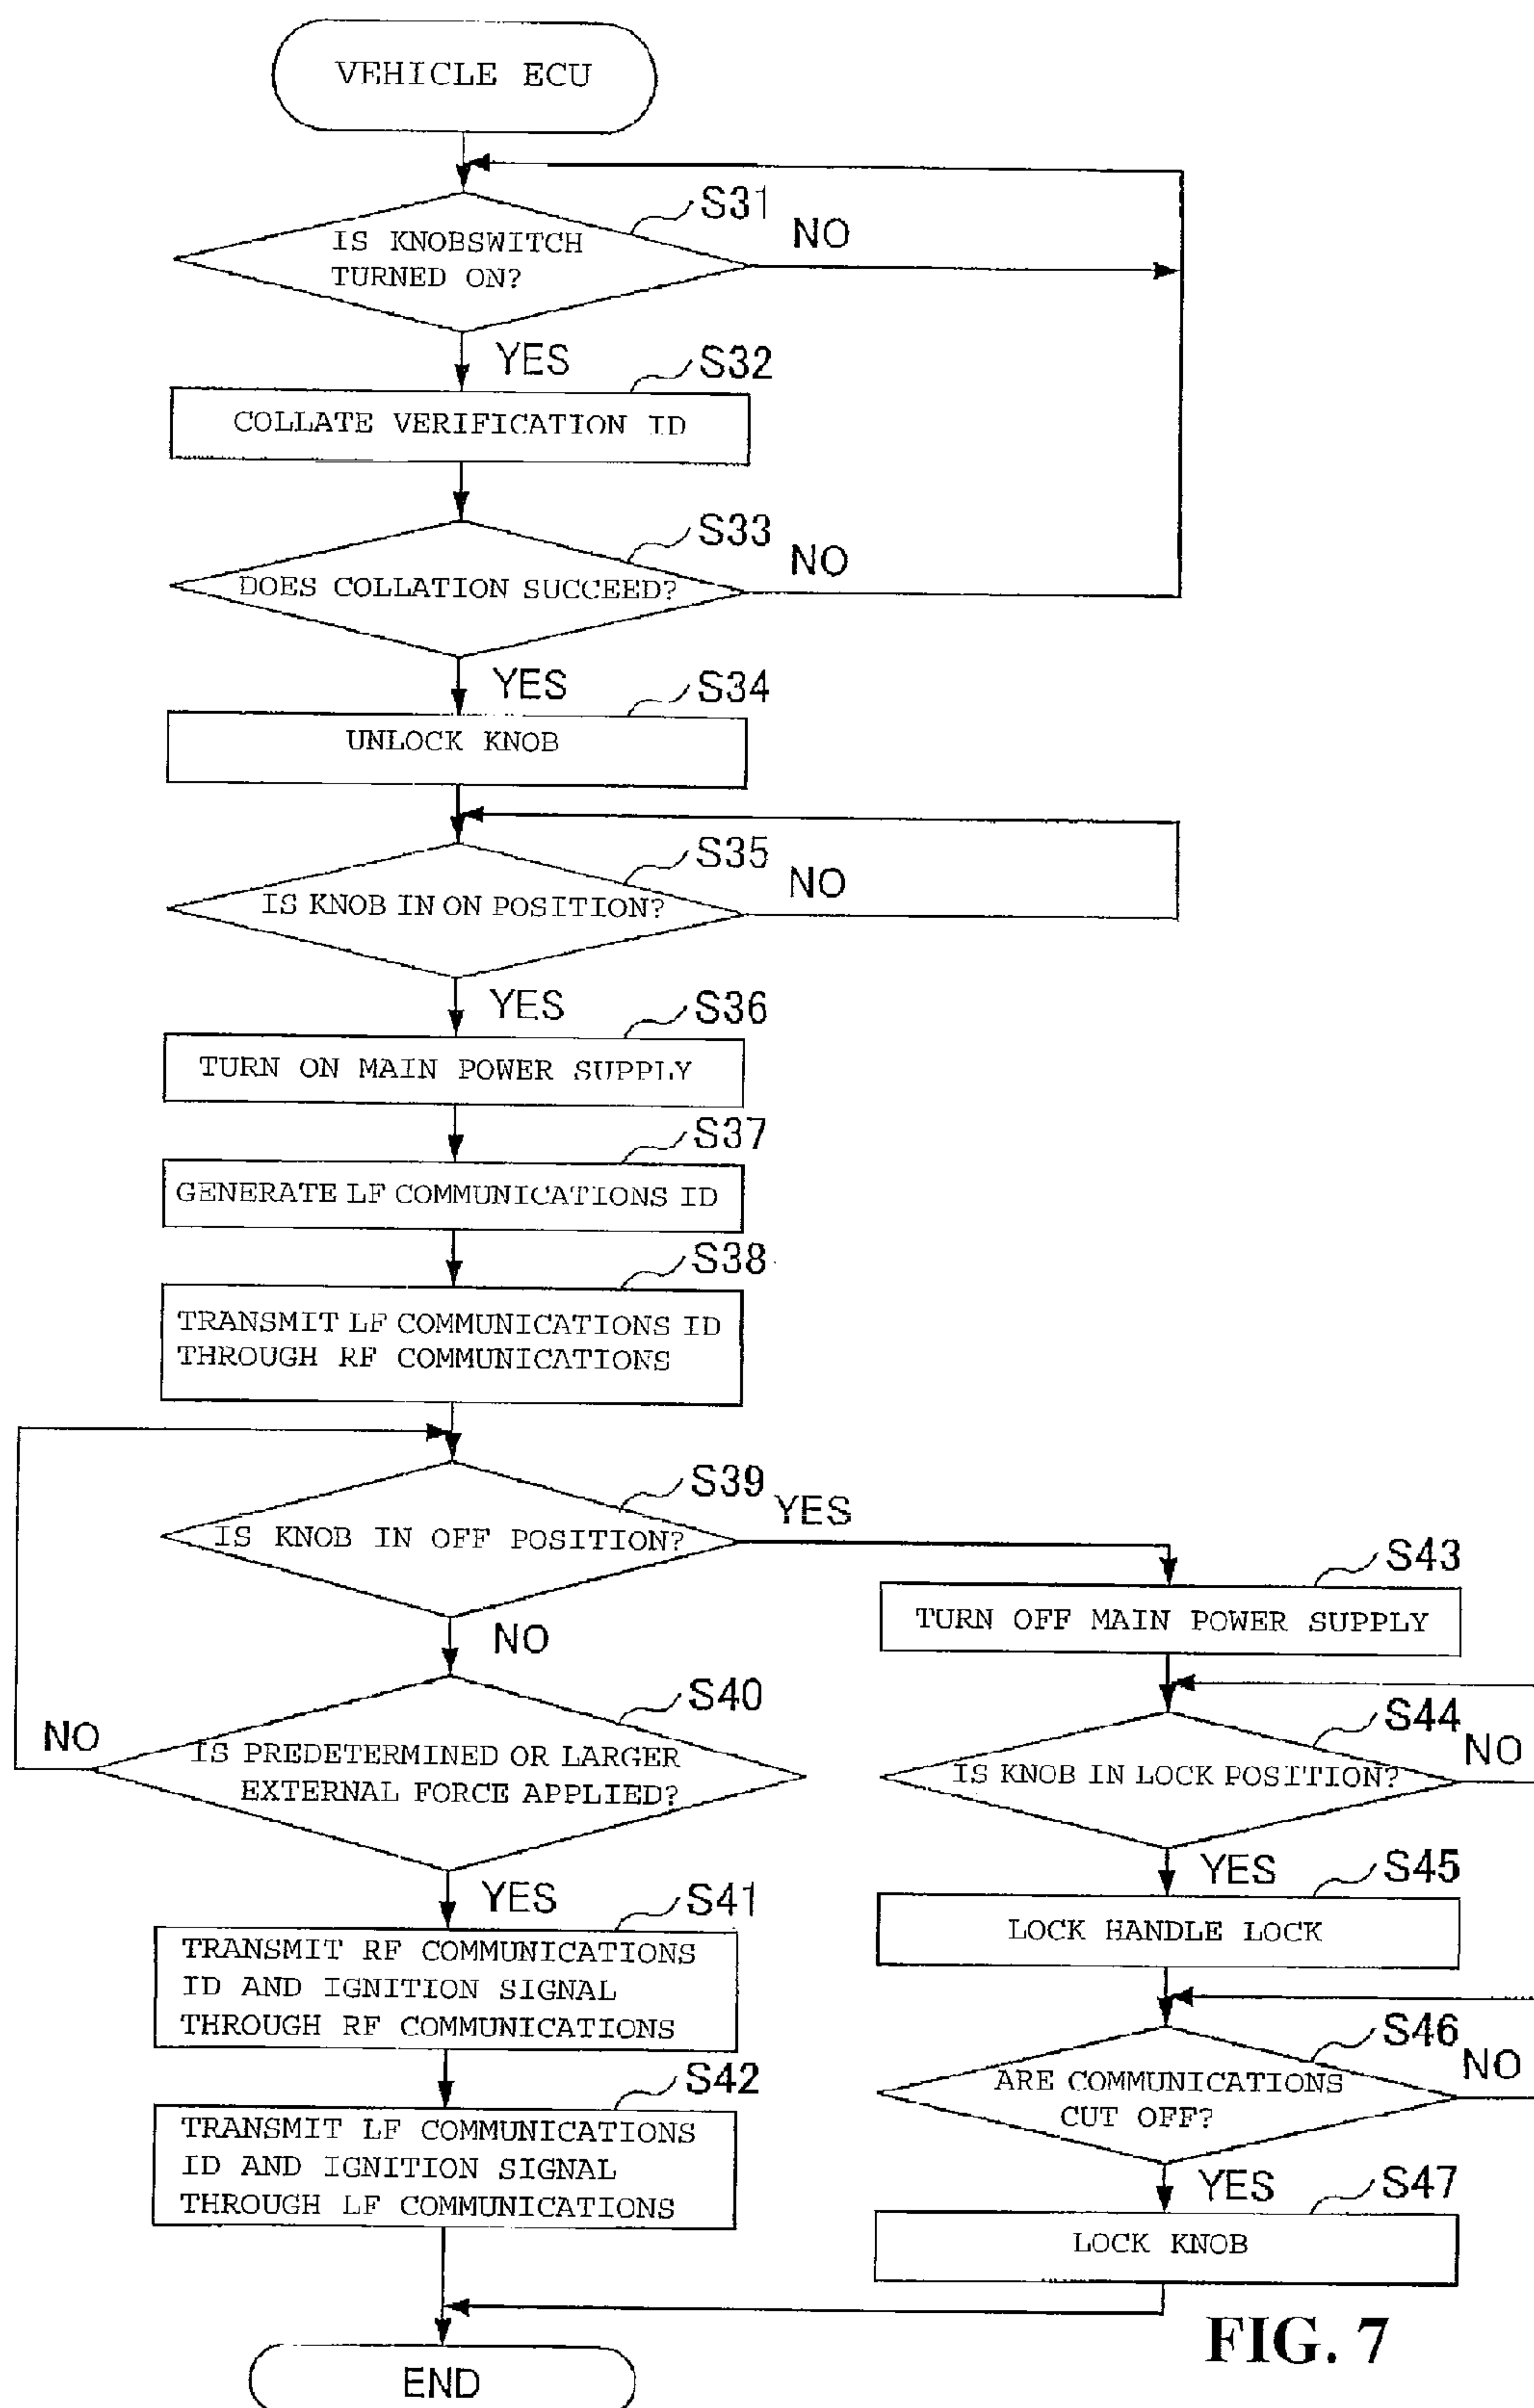 VEHICLE ECU
S31
IS KNOBSWITCH
TURNED ON?
NO
YES
S32
COLLATE VERIFICATION ID
S33
DOES COLLATION SUCCEED?
NO
YES
S34
UNLOCK KNOB
S35
IS KNOB IN ON POSITION?
NO
YES
S36
TURN ON MAIN POWER SUPPLY
S37
GENERATE LF COMMUNICATIONS ID
S38
TRANSMIT LF COMMUNICATIONS ID
THROUGH RF COMMUNICATIONS
S39
IS KNOB IN OFF POSITION?
YES
NO
S40
IS PREDETERMINED OR LARGER
EXTERNAL FORCE APPLIED?
NO
YES
S41
TRANSMIT RF COMMUNICATIONS
ID AND IGNITION SIGNAL
THROUGH RF COMMUNICATIONS
S42
TRANSMIT LF COMMUNICATIONS
ID AND IGNITION SIGNAL
THROUGH LF COMMUNICATIONS
S43
TURN OFF MAIN POWER SUPPLY
S44
IS KNOB IN LOCK POSITION?
NO
YES
S45
LOCK HANDLE LOCK
S46
ARE COMMUNICATIONS
CUT OFF?
NO
YES
S47
LOCK KNOB
END
FIG. 7